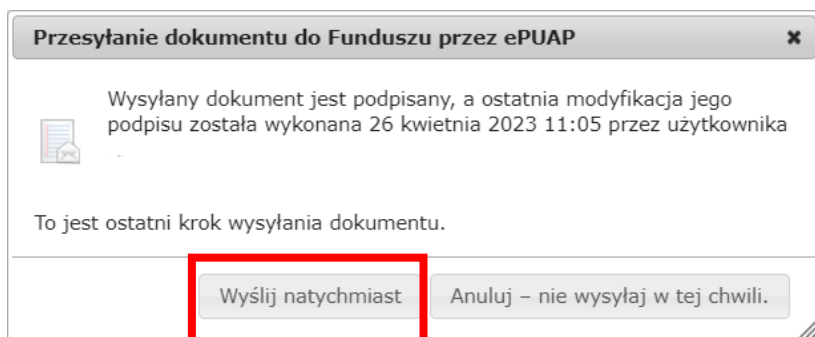 Przesyłanie dokumentu do Funduszu przez ePUAP
Wysyłany dokument jest podpisany, a ostatnia modyfikacja jego
podpisu została wykonana 26 kwietnia 2023 11:05 przez użytkownika
To jest ostatni krok wysyłania dokumentu.
Wyślij natychmiast Anuluj – nie wysyłaj w tej chwili.